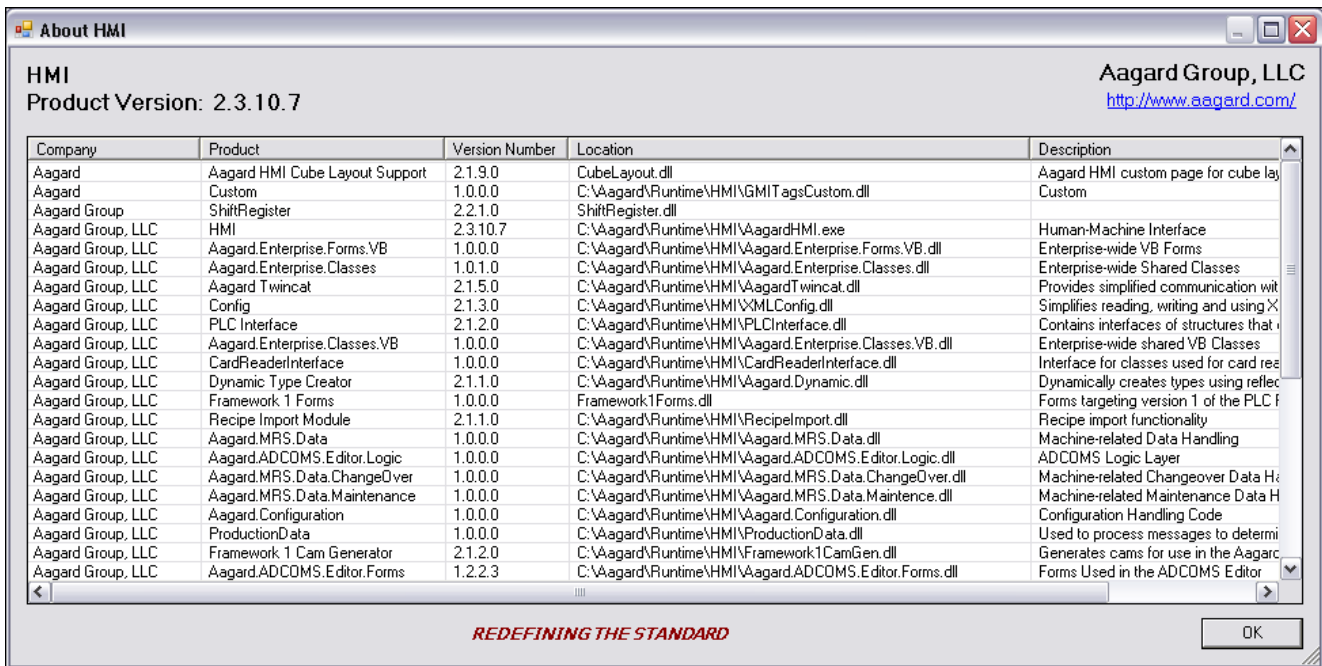 About HMI
HMI
Aagard Group, LLC
Product Version: 2.3.10.7
http://www.aagard.com/
Company Product Version Number Location Description
Aagard Aagard HMI Cube Layout Support 2.1.9.0 CubeLayout.dll Aagard HMI custom page for cube lay
Aagard Custom 1.0.0.0 C:\Aagard\Runtime\HMI\GMITagsCustom.dll Custom
Aagard Group ShiftRegister 2.2.1.0 ShiftRegister.dll
Aagard Group, LLC HMI 2.3.10.7 C:\Aagard\Runtime\HMI\AagardHMI.exe Human-Machine Interface
Aagard Group, LLC Aagard.Enterprise.Forms.VB 1.0.0.0 C:\Aagard\Runtime\HMI\Aagard.Enterprise.Forms.VB.dll Enterprise-wide VB Forms
Aagard Group, LLC Aagard.Enterprise.Classes 1.0.1.0 C:\Aagard\Runtime\HMI\Aagard.Enterprise.Classes.dll Enterprise-wide Shared Classes
Aagard Group, LLC Aagard Twincat 2.1.5.0 C:\Aagard\Runtime\HMI\AagardTwincat.dll Provides simplified communication wit
Aagard Group, LLC Config 2.1.3.0 C:\Aagard\Runtime\HMI\XMLConfig.dll Simplifies reading, writing and using X
Aagard Group, LLC PLC Interface 2.1.2.0 C:\Aagard\Runtime\HMI\PLCInterface.dll Contains interfaces of structures that
Aagard Group, LLC Aagard.Enterprise.Classes.VB 1.0.0.0 C:\Aagard\Runtime\HMI\Aagard.Enterprise.Classes.VB.dll Enterprise-wide shared VB Classes
Aagard Group, LLC CardReaderInterface 1.0.0.0 C:\Aagard\Runtime\HMI\CardReaderInterface.dll Interface for classes used for card rea
Aagard Group, LLC Dynamic Type Creator 2.1.1.0 C:\Aagard\Runtime\HMI\Aagard.Dynamic.dll Dynamically creates types using reflec
Aagard Group, LLC Framework 1 Forms 1.0.0.0 Framework1Forms.dll Forms targeting version 1 of the PLC F
Aagard Group, LLC Recipe Import Module 2.1.1.0 C:\Aagard\Runtime\HMI\RecipeImport.dll Recipe import functionality
Aagard Group, LLC Aagard.MRS.Data 1.0.0.0 C:\Aagard\Runtime\HMI\Aagard.MRS.Data.dll Machine-related Data Handling
Aagard Group, LLC Aagard.ADCOMS.Editor.Logic 1.0.0.0 C:\Aagard\Runtime\HMI\Aagard.ADCOMS.Editor.Logic.dll ADCOMS Logic Layer
Aagard Group, LLC Aagard.MRS.Data.ChangeOver 1.0.0.0 C:\Aagard\Runtime\HMI\Aagard.MRS.Data.ChangeOver.dll Machine-related Changeover Data Ha
Aagard Group, LLC Aagard.MRS.Data.Maintenance 1.0.0.0 C:\Aagard\Runtime\HMI\Aagard.MRS.Data.Maintence.dll Machine-related Maintenance Data H
Aagard Group, LLC Aagard.Configuration 1.0.0.0 C:\Aagard\Runtime\HMI\Aagard.Configuration.dll Configuration Handling Code
Aagard Group, LLC ProductionData 1.0.0.0 C:\Aagard\Runtime\HMI\ProductionData.dll Used to process messages to determi
Aagard Group, LLC Framework 1 Cam Generator 2.1.2.0 C:\Aagard\Runtime\HMI\Framework1CamGen.dll Generates cams for use in the Aagard
Aagard Group, LLC Aagard.ADCOMS.Editor.Forms 1.2.2.3 C:\Aagard\Runtime\HMI\Aagard.ADCOMS.Editor.Forms.dll Forms Used in the ADCOMS Editor
REDEFINING THE STANDARD
OK